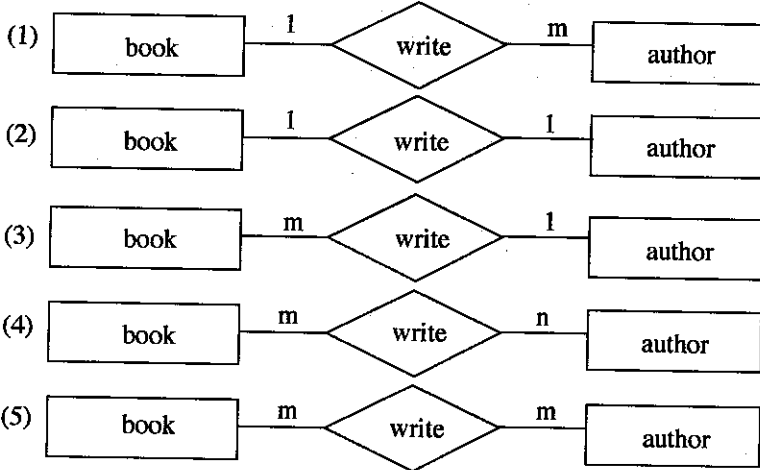 (1) book 1 write m author
(2) book 1 write 1 author
(3) book m write 1 author
(4) book m write n author
(5) book m write m author